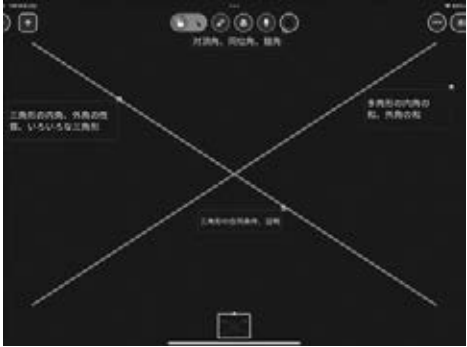 対頂角、同位角、錯角
三角形の内角、外角の性
質、いろいろな三角形
多角形の内角の
和、外角の和
三角形の合同条件、証明